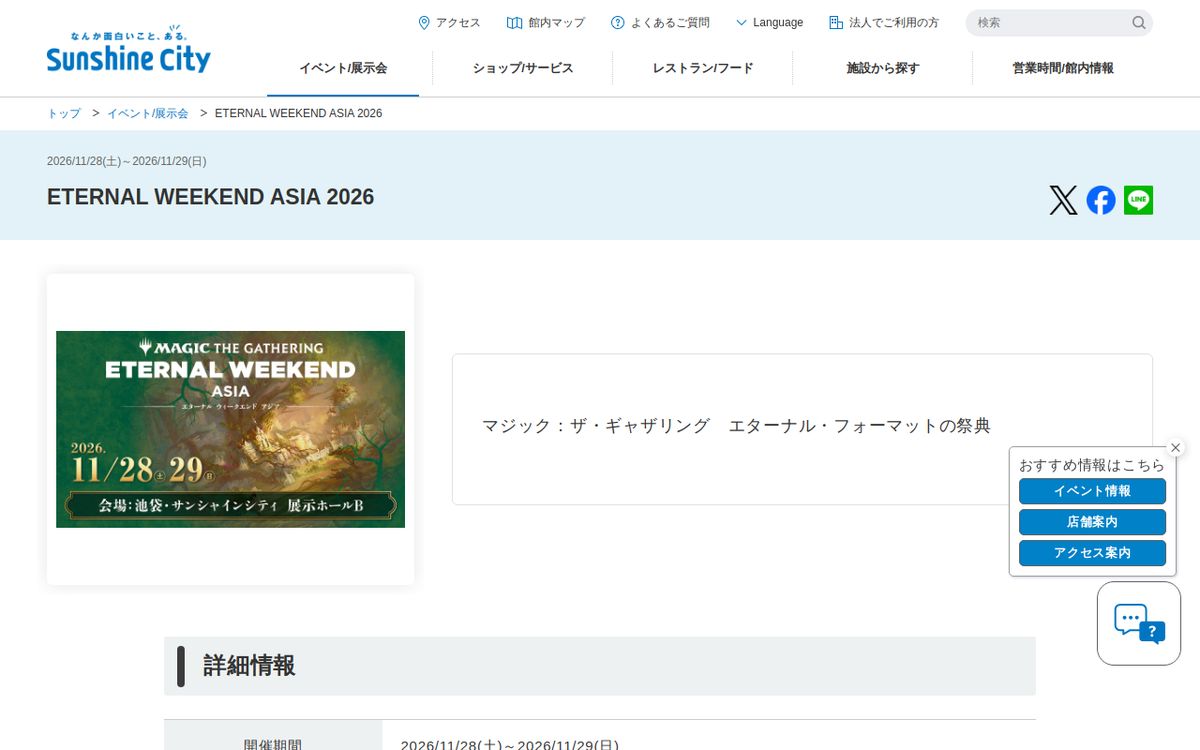 なんか面白いこと、ある。
Sunshine City
アクセス
館内マップ
よくあるご質問
Language
法人でご利用の方
検索
イベント/展示会
ショップ/サービス
レストラン/フード
施設から探す
営業時間/館内情報
トップ > イベント/展示会 > ETERNAL WEEKEND ASIA 2026
2026/11/28(土)～2026/11/29(日)
ETERNAL WEEKEND ASIA 2026
LINE
MAGIC THE GATHERING
ETERNAL WEEKEND
ASIA
エターナル ウィークエンド アジア
2026.
11/28土29日
会場:池袋・サンシャインシティ 展示ホールB
マジック：ザ・ギャザリング　エターナル・フォーマットの祭典
おすすめ情報はこちら
イベント情報
店舗案内
アクセス案内
?
詳細情報
開催期間
2026/11/28(土)～2026/11/29(日)